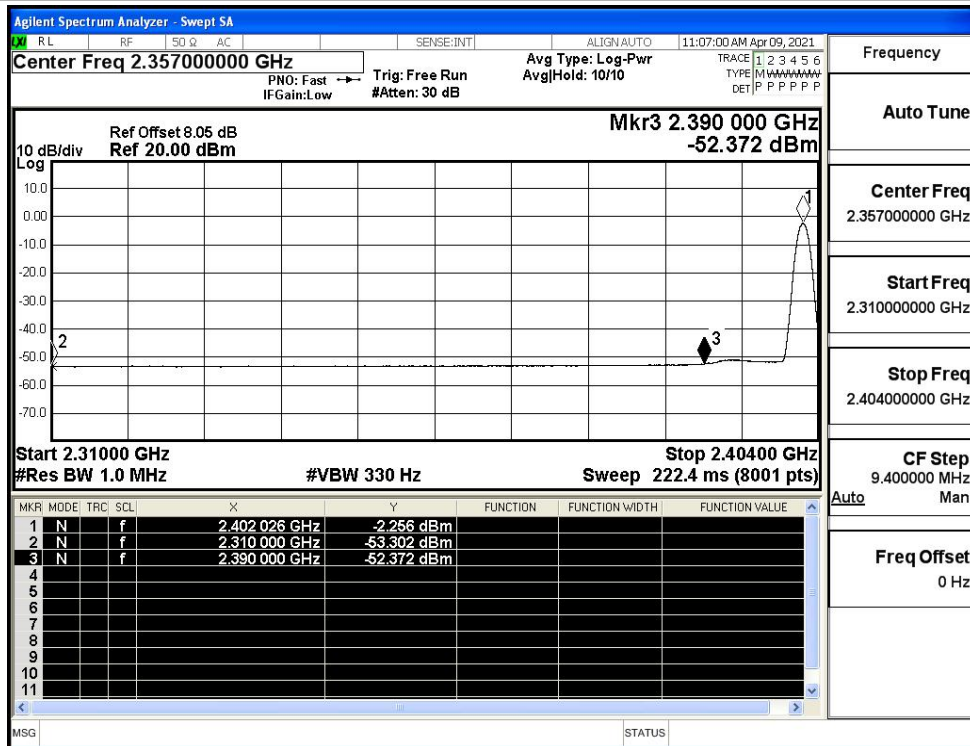 Agilent Spectrum Analyzer - Swept SA
LXI RL RF 50 Ω AC SENSE:INT ALIGN AUTO 11:07:00 AM Apr 09, 2021
Center Freq 2.357000000 GHz
PNO: Fast
IFGain:Low
Trig: Free Run
#Atten: 30 dB
Avg Type: Log-Pwr
Avg|Hold: 10/10
TRACE 1 2 3 4 5 6
TYPE M WWWWW
DET P P P P P P
Ref Offset 8.05 dB
10 dB/div Ref 20.00 dBm
Log
Mkr3 2.390 000 GHz
-52.372 dBm
10.0
0.00
-10.0
-20.0
-30.0
-40.0
-50.0
-60.0
-70.0
1
2
3
Start 2.31000 GHz Stop 2.40400 GHz
#Res BW 1.0 MHz #VBW 330 Hz Sweep 222.4 ms (8001 pts)
MKR MODE TRC SCL X Y FUNCTION FUNCTION WIDTH FUNCTION VALUE
1 N f 2.402 026 GHz -2.256 dBm
2 N f 2.310 000 GHz -53.302 dBm
3 N f 2.390 000 GHz -52.372 dBm
4
5
6
7
8
9
10
11
MSG STATUS
Frequency
Auto Tune
Center Freq
2.357000000 GHz
Start Freq
2.310000000 GHz
Stop Freq
2.404000000 GHz
CF Step
9.400000 MHz
Auto Man
Freq Offset
0 Hz